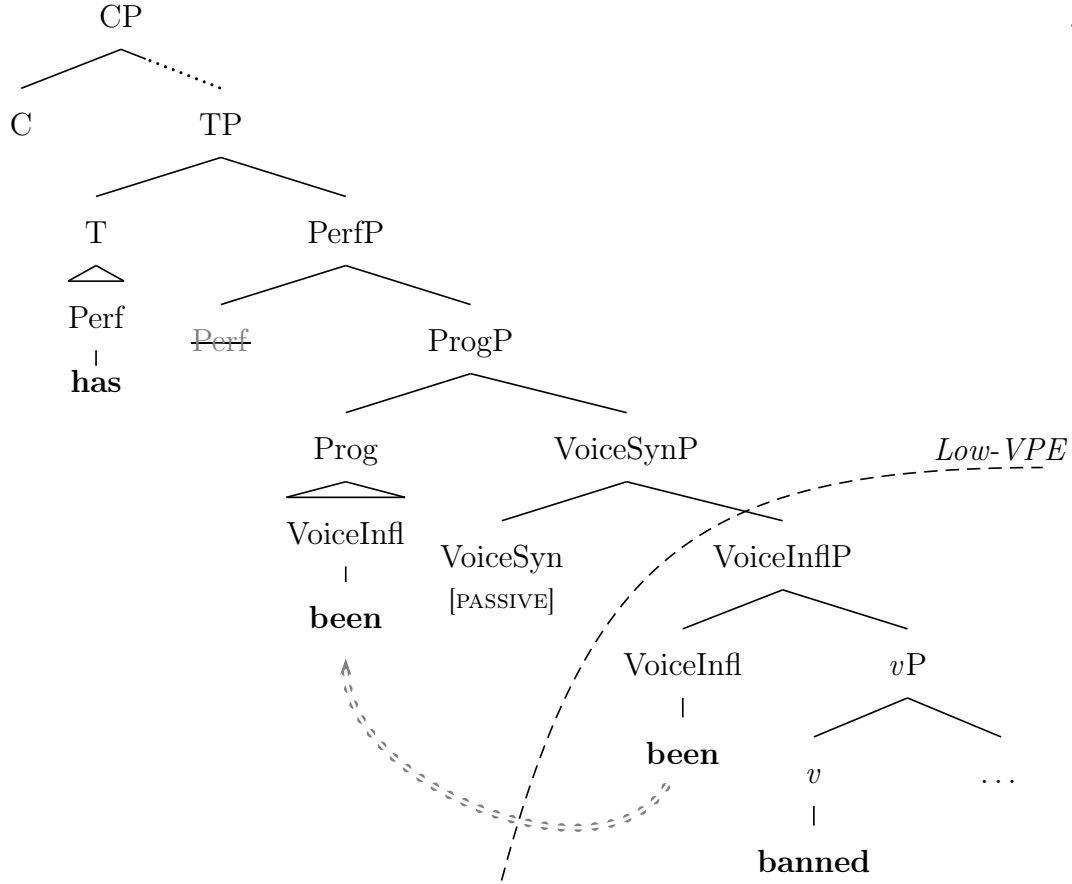 CP
C TP
T PerfP
Perf Perf ProgP
has
Prog VoiceSynP Low-VPE
VoiceInfl VoiceSyn VoiceInflP
[PASSIVE]
been
VoiceInfl vP
been
v ...
banned